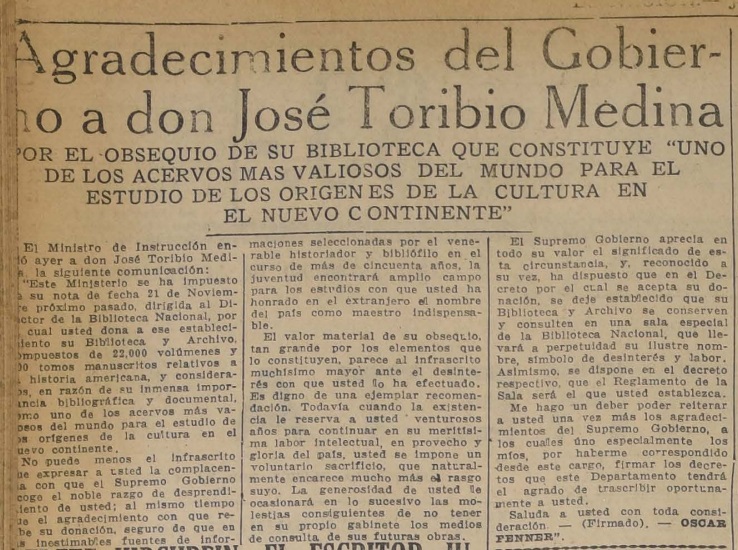 Agradecimientos del Gobier-
no a don José Toribio Medina
POR EL OBSEQUIO DE SU BIBLIOTECA QUE CONSTITUYE "UNO
DE LOS ACERVOS MAS VALIOSOS DEL MUNDO PARA EL
ESTUDIO DE LOS ORIGENES DE LA CULTURA EN
EL NUEVO CONTINENTE"
El Ministro de Instrucción en-
ó ayer a don José Toribio Medi-
a, la siguiente comunicación:
"Este Ministerio se ha impuesto
su nota de fecha 21 de Noviem-
e próximo pasado, dirigida al Di-
ctor de la Biblioteca Nacional, por
cual usted dona a ese estableci-
iento su Biblioteca y Archivo,
mpuestos de 22,000 volúmenes y
0 tomos manuscritos relativos a
historia americana, y considera-
s, en razón de su inmensa impor-
ancia bibliográfica y documental,
mo uno de los acervos más va-
osos del mundo para el estudio de
s orígenes de la cultura en el
uevo continente.
No puede menos el infrascrito
e expresar a usted la complacen-
a con que el Supremo Gobierno
coge el noble razgo de desprendi-
iento de usted; al mismo tiempo
e el agradecimiento con que re-
be su donación, seguro de que en
s inestimables fuentes de infor-
maciones seleccionadas por el vene-
rable historiador y bibliófilo en el
curso de más de cincuenta años, la
juventud encontrará amplio campo
para los estudios con que usted ha
honrado en el extranjero el nombre
del país como maestro indispensa-
ble.
El valor material de su obsequio,
tan grande por los elementos que
lo constituyen, parece al infrascrito
muchísimo mayor ante el desinte-
rés con que usted lo ha efectuado.
Es digno de una ejemplar recomen-
dación. Todavía cuando la existen-
cia le reserva a usted venturosos
años para continuar en su meritísi-
ma labor intelectual, en provecho y
gloria del país, usted se impone un
voluntario sacrificio, que natural-
mente encarece mucho más el rasgo
suyo. La generosidad de usted le
ocasionará en lo sucesivo las mo-
lestias consiguientes de no tener
en su propio gabinete los medios
de consulta de sus futuras obras.
El Supremo Gobierno aprecia en
todo su valor el significado de es-
ta circunstancia, y, reconocido a
su vez, ha dispuesto que en el De-
creto por el cual se acepta su do-
nación, se deje establecido que su
Biblioteca y Archivo se conserven
y consulten en una sala especial
de la Biblioteca Nacional, que lle-
vará a perpetuidad su ilustre nom-
bre, símbolo de desinterés y labor.
Asimismo, se dispone en el decreto
respectivo, que el Reglamento de la
Sala será el que usted establezca.
Me hago un deber poder reiterar
a usted una vez más los agradeci-
mientos del Supremo Gobierno, a
los cuales úno especialmente los
míos, por haberme correspondido
desde este cargo, firmar los decre-
tos que este Departamento tendrá
el agrado de trascribir oportuna-
mente a usted.
Saluda a usted con toda consi-
deración. — (Firmado). — OSCAR
FENNER".
EL ESCRITOR